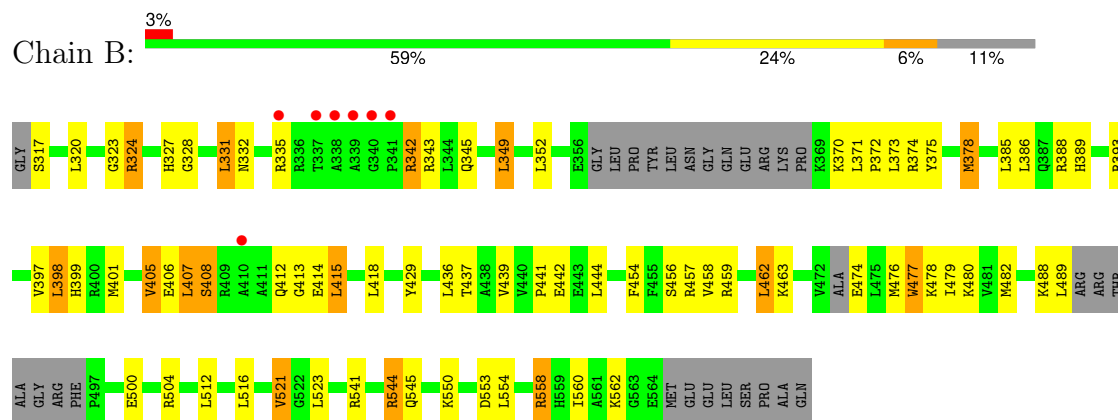 3%
Chain B:
59% 24% 6% 11%
GLY S317 L320 G323 R324 H327 G328 L331 N332 R335 R336 T337 A338 A339 G340 P341 R342 R343 L344 Q345 L349 L352 E356 GLY LEU PRO TYR LEU ASN GLY GLN GLU ARG LYS PRO K369 K370 L371 P372 L373 R374 Y375 M378 L385 L386 Q387 R388 H389 R393
V397 L398 H399 R400 M401 V405 E406 L407 S408 R409 A410 A411 Q412 G413 E414 L415 L418 Y429 L436 T437 A438 V439 V440 P441 E442 E443 L444 F454 F455 S456 R457 V458 R459 L462 K463 V472 ALA E474 L475 M476 W477 K478 I479 K480 V481 M482 K488 L489 ARG ARG THR
ALA GLY ARG PHE P497 E500 R504 L512 L516 V521 G522 L523 R541 R544 Q545 K550 D553 L554 R558 H559 I560 A561 K562 G563 E564 MET GLU GLU LEU SER PRO ALA GLN